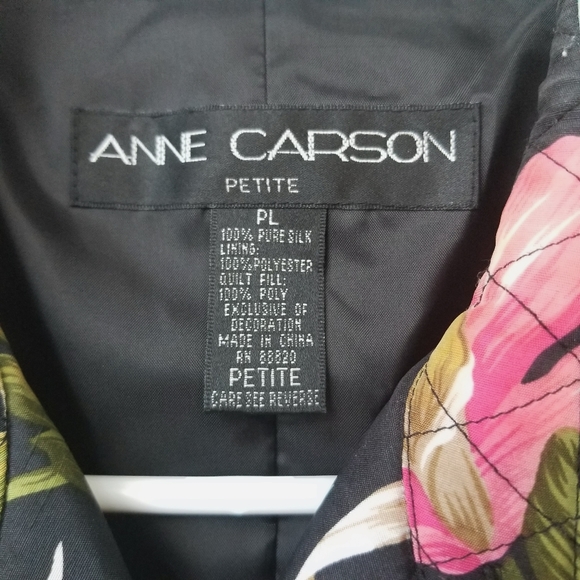 ANNE CARSON
PETITE
PL
100% PURE SILK
LINING:
100% POLYESTER
QUILT FILL:
100% POLY
EXCLUSIVE OF
DECORATION
MADE IN CHINA
RN 88820
PETITE
CARE SEE REVERSE